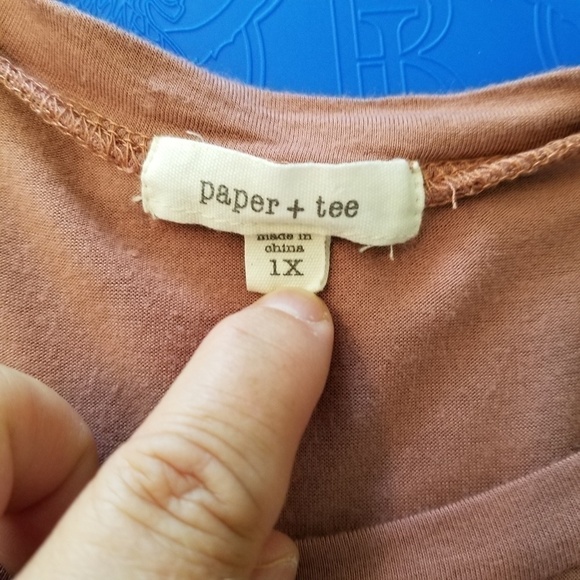 paper + tee
made in
china
1X